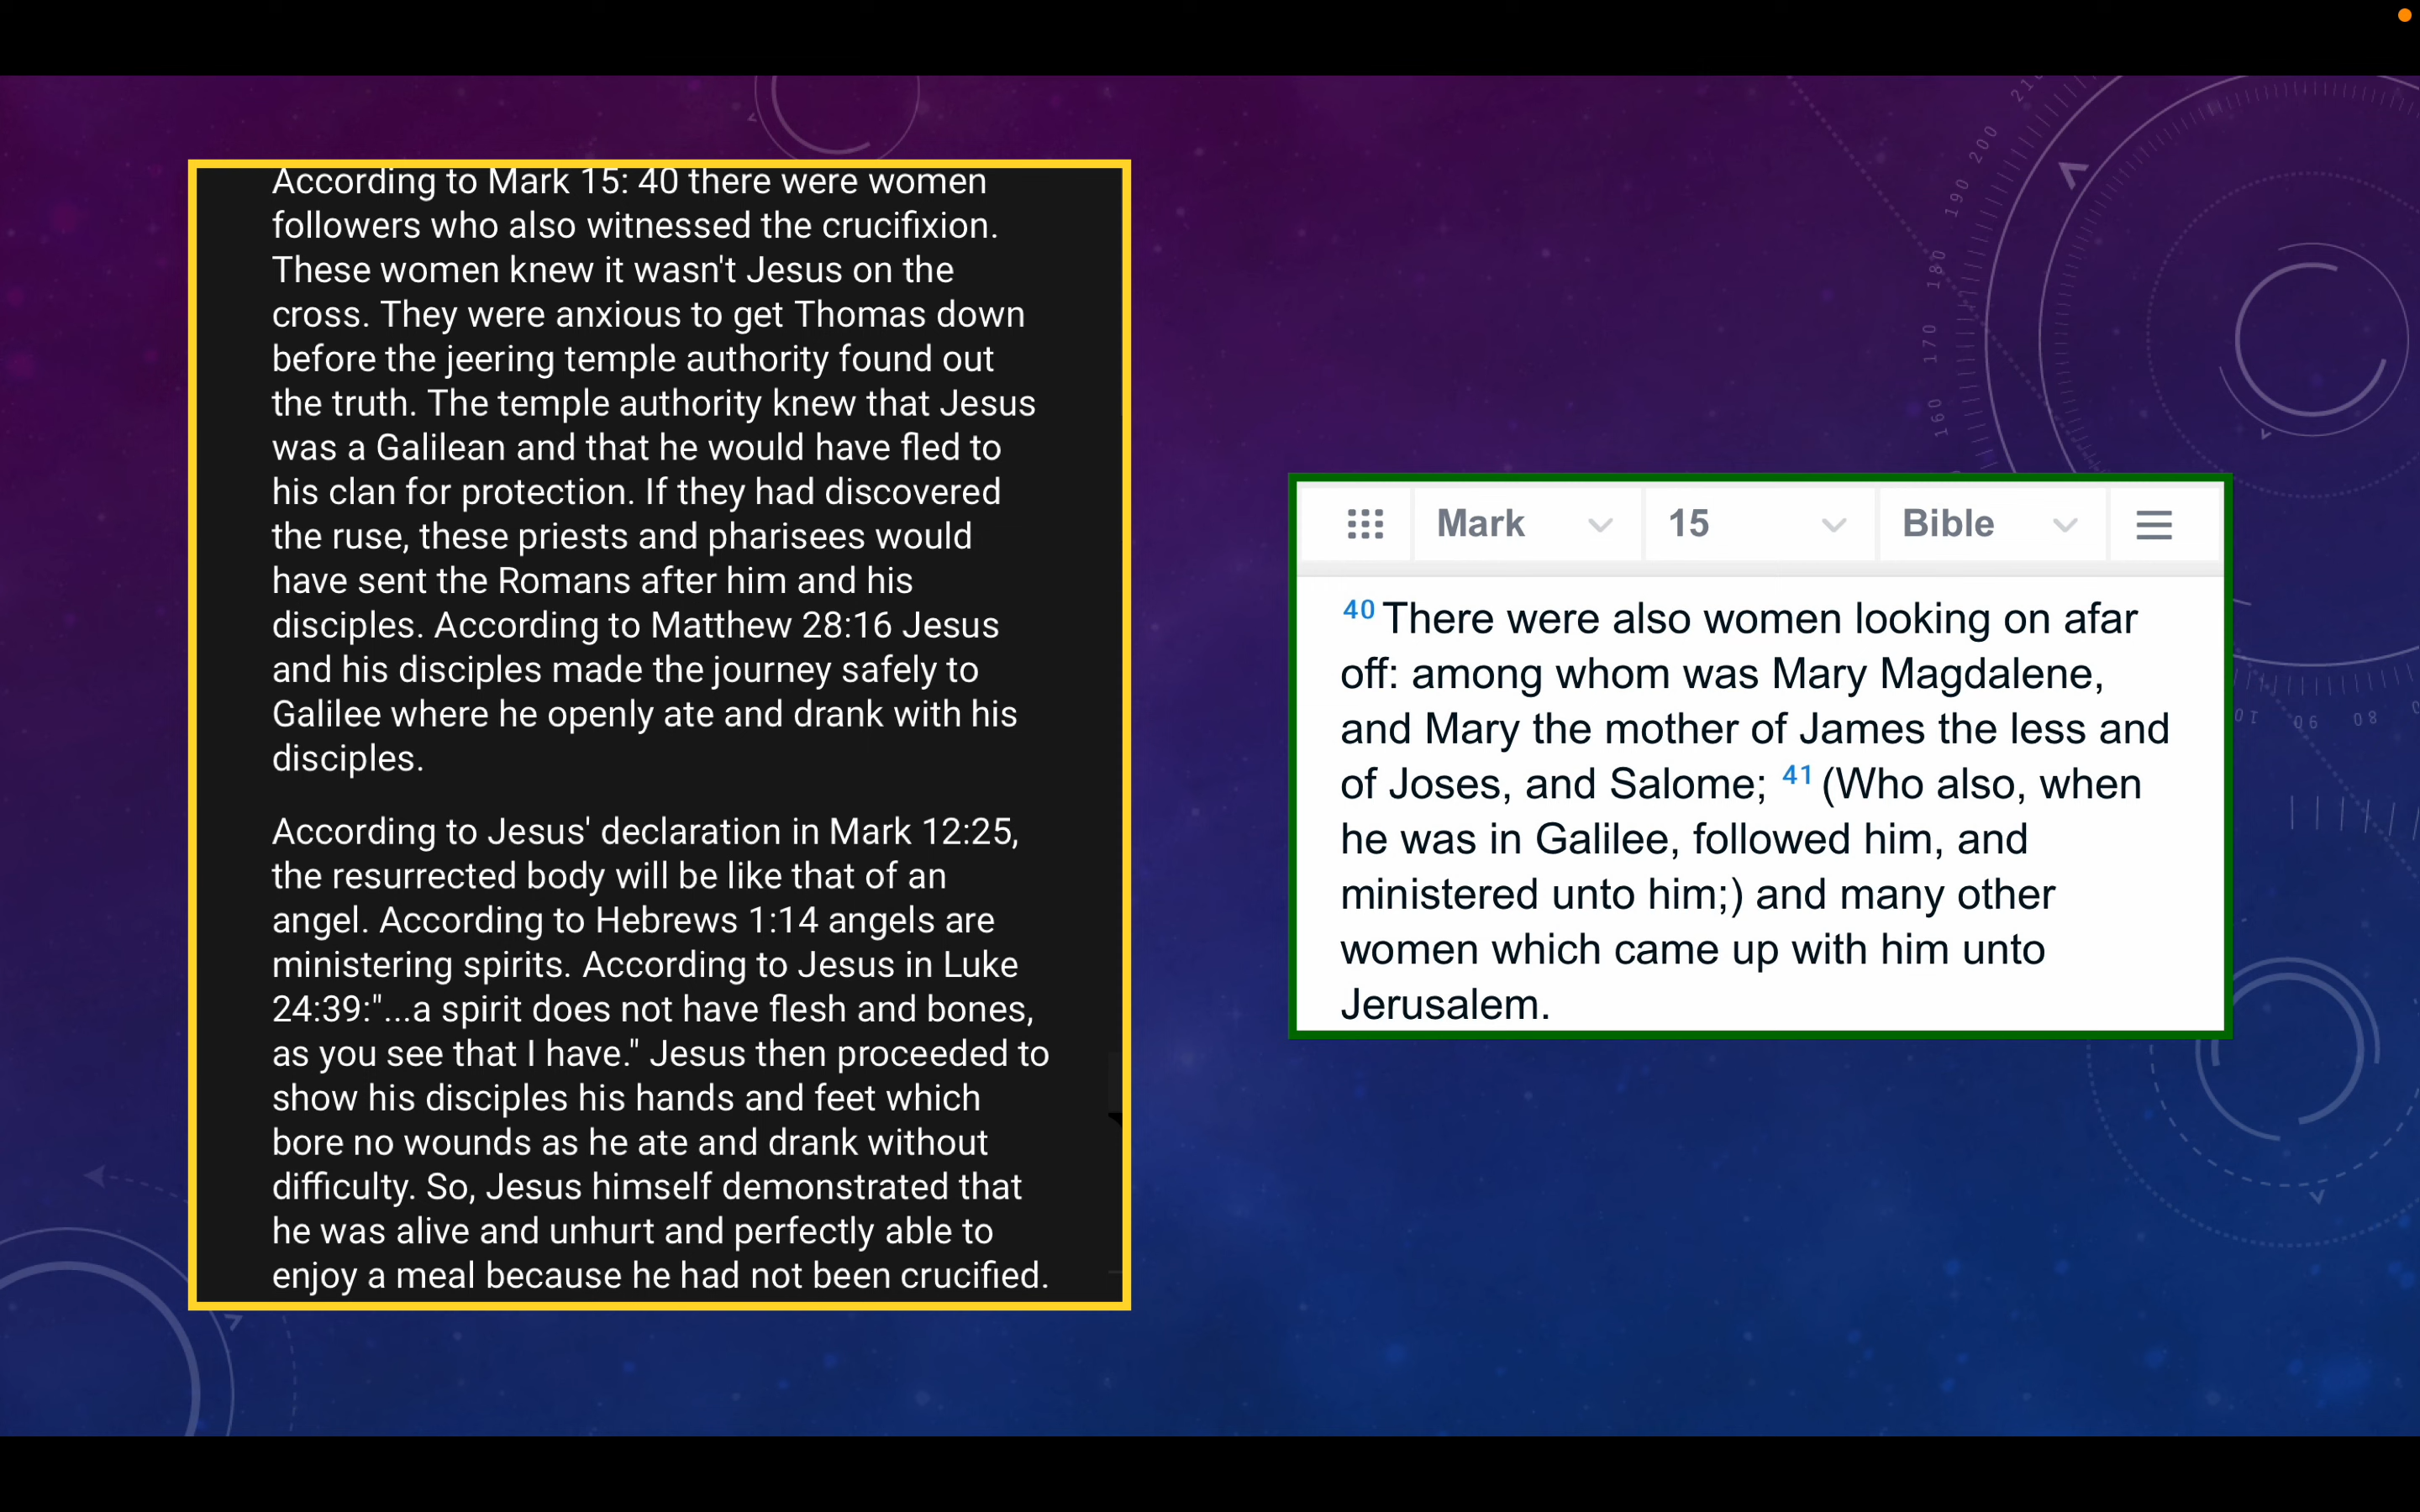 According to Mark 15: 40 there were women
followers who also witnessed the crucifixion.
These women knew it wasn't Jesus on the
cross. They were anxious to get Thomas down
before the jeering temple authority found out
the truth. The temple authority knew that Jesus
was a Galilean and that he would have fled to
his clan for protection. If they had discovered
the ruse, these priests and pharisees would
have sent the Romans after him and his
disciples. According to Matthew 28:16 Jesus
and his disciples made the journey safely to
Galilee where he openly ate and drank with his
disciples.
According to Jesus' declaration in Mark 12:25,
the resurrected body will be like that of an
angel. According to Hebrews 1:14 angels are
ministering spirits. According to Jesus in Luke
24:39:"...a spirit does not have flesh and bones,
as you see that I have." Jesus then proceeded to
show his disciples his hands and feet which
bore no wounds as he ate and drank without
difficulty. So, Jesus himself demonstrated that
he was alive and unhurt and perfectly able to
enjoy a meal because he had not been crucified.
Mark 15 Bible
40 There were also women looking on afar
off: among whom was Mary Magdalene,
and Mary the mother of James the less and
of Joses, and Salome; 41 (Who also, when
he was in Galilee, followed him, and
ministered unto him;) and many other
women which came up with him unto
Jerusalem.
200
190
180
170
160
90
80